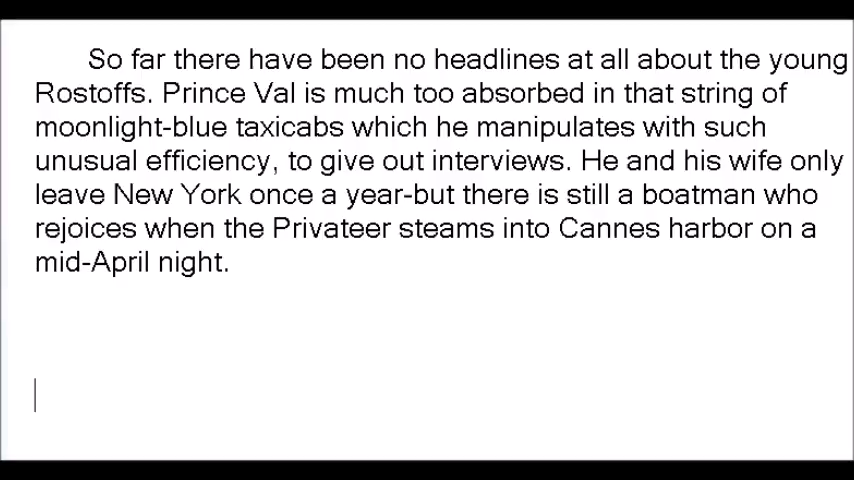 So far there have been no headlines at all about the young
Rostoffs. Prince Val is much too absorbed in that string of
moonlight-blue taxicabs which he manipulates with such
unusual efficiency, to give out interviews. He and his wife only
leave New York once a year-but there is still a boatman who
rejoices when the Privateer steams into Cannes harbor on a
mid-April night.